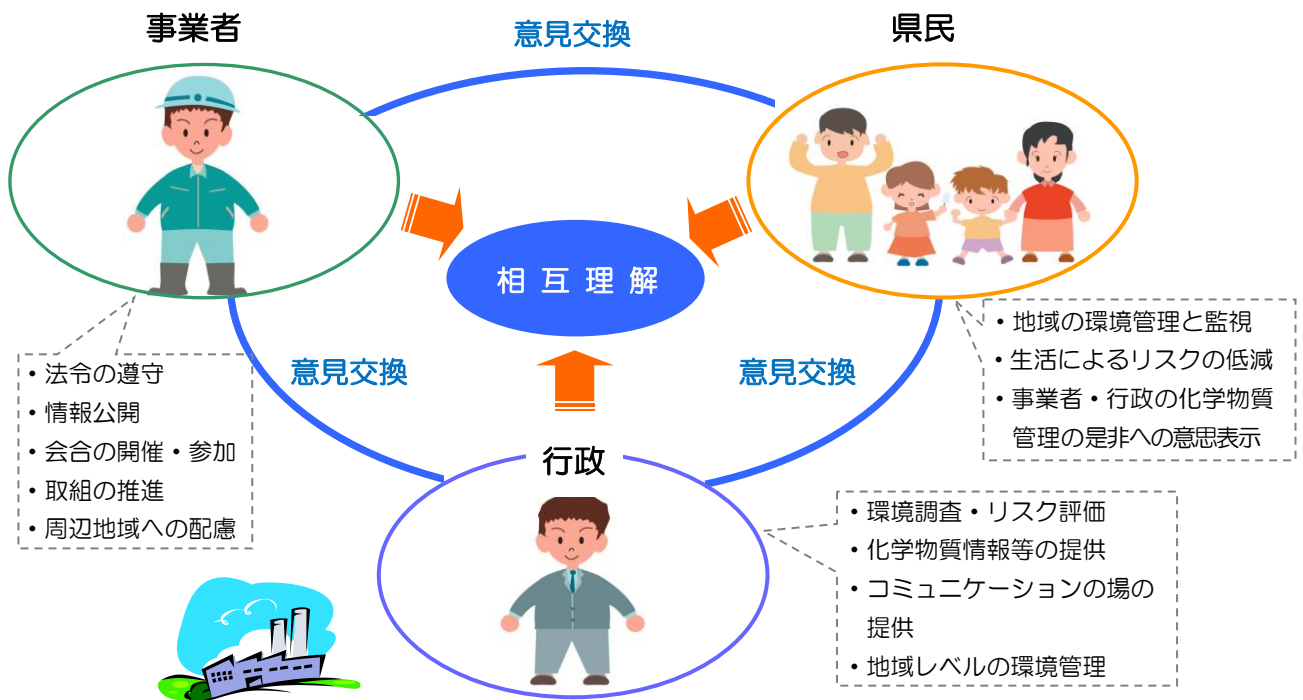 事業者
意見交換
県民
相互理解
・法令の遵守
・情報公開
・会合の開催・参加
・取組の推進
・周辺地域への配慮
意見交換
意見交換
・地域の環境管理と監視
・生活によるリスクの低減
・事業者・行政の化学物質
管理の是非への意思表示
行政
・環境調査・リスク評価
・化学物質情報等の提供
・コミュニケーションの場の
提供
・地域レベルの環境管理